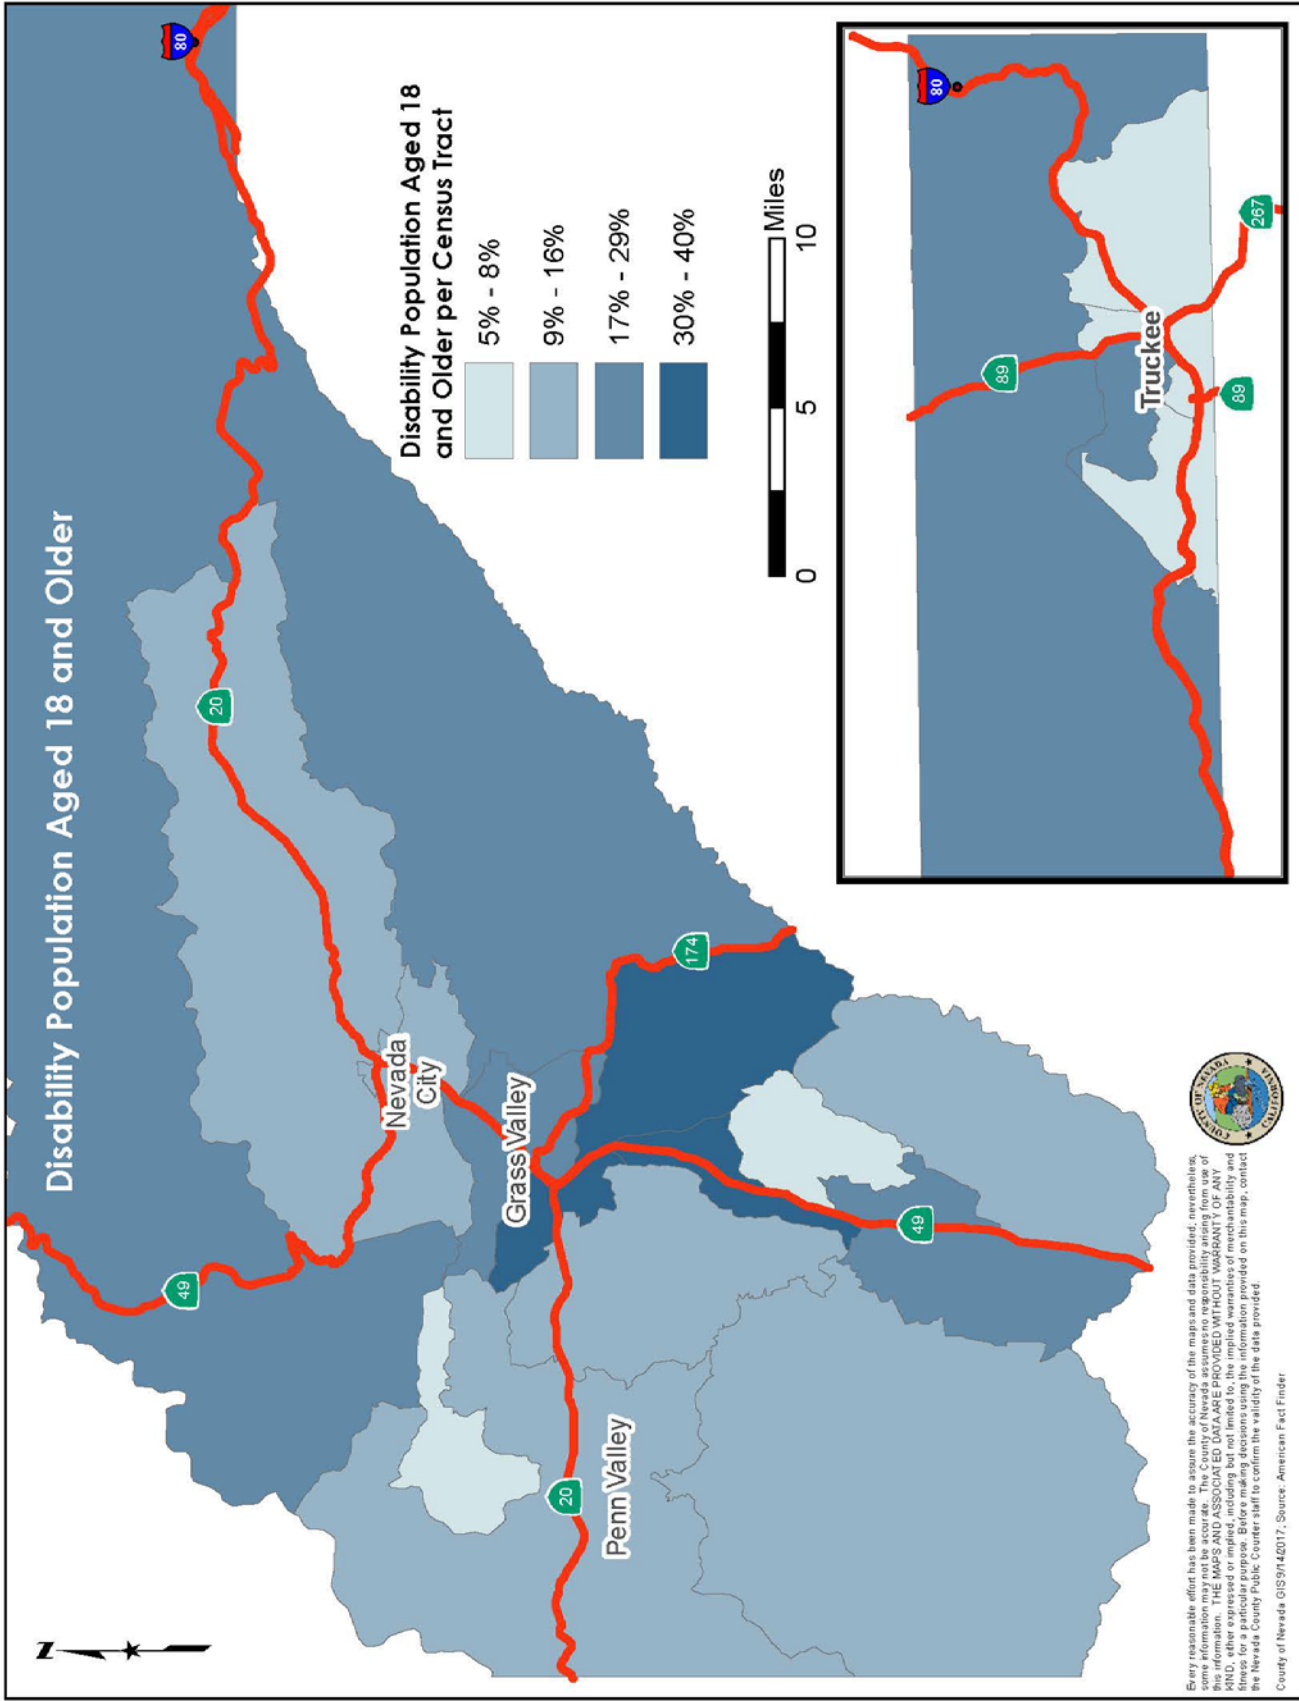 Disability Population Aged 18 and Older
80
20
49
Nevada
City
Grass Valley
174
49
20
Penn Valley
Disability Population Aged 18
and Older per Census Tract
5% - 8%
9% - 16%
17% - 29%
30% - 40%
0
5
10
Miles
80
89
Truckee
89
267
N
COUNTY OF NEVADA
CALIFORNIA
Every reasonable effort has been made to assure the accuracy of the maps and data provided; nevertheless,
some information may not be accurate. The County of Nevada assumes no responsibility arising from use of
this information. THE MAPS AND ASSOCIATED DATA ARE PROVIDED WITHOUT WARRANTY OF ANY
KIND, either expressed or implied, including but not limited to, the implied warranties of merchantability and
fitness for a particular purpose. Before making decisions using the information provided on this map, contact
the Nevada County Public Counter staff to confirm the validity of the data provided.
County of Nevada GIS 9/14/2017; Source: American Fact Finder